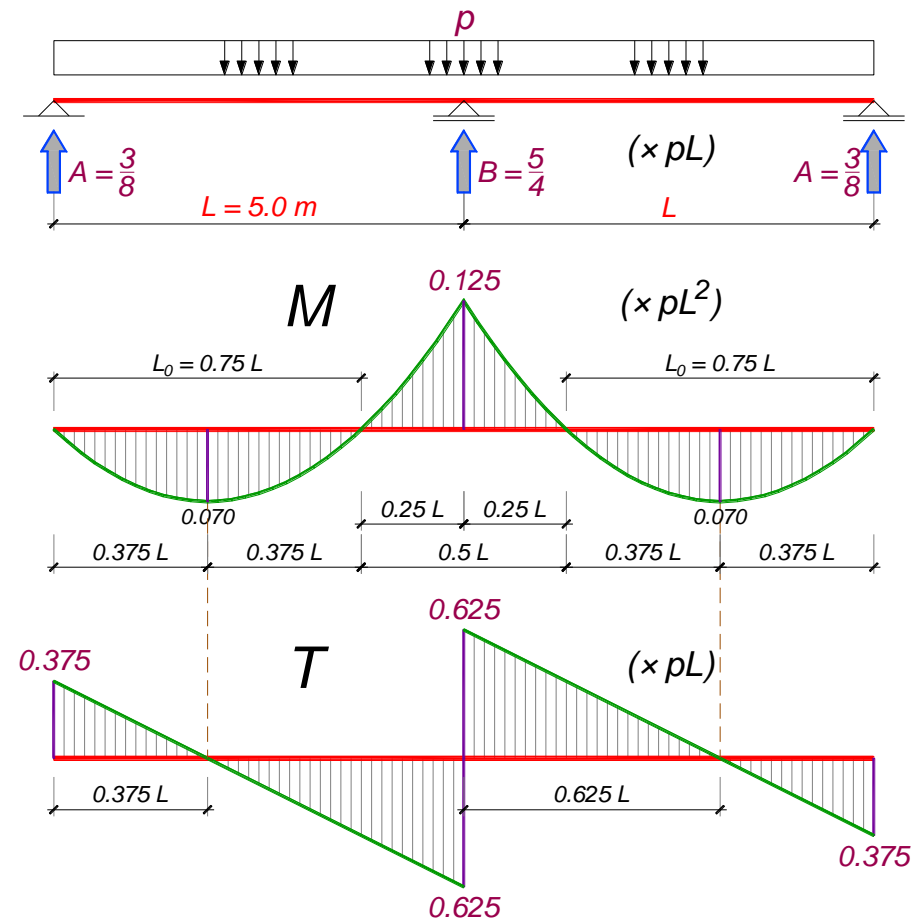 p
A = 3/8
B = 5/4
(× pL)
A = 3/8
L = 5.0 m
L
M
0.125
(× pL²)
L₀ = 0.75 L
L₀ = 0.75 L
0.070
0.25 L
0.25 L
0.070
0.375 L
0.375 L
0.5 L
0.375 L
0.375 L
0.625
0.375
T
(× pL)
0.375 L
0.625 L
0.375
0.625